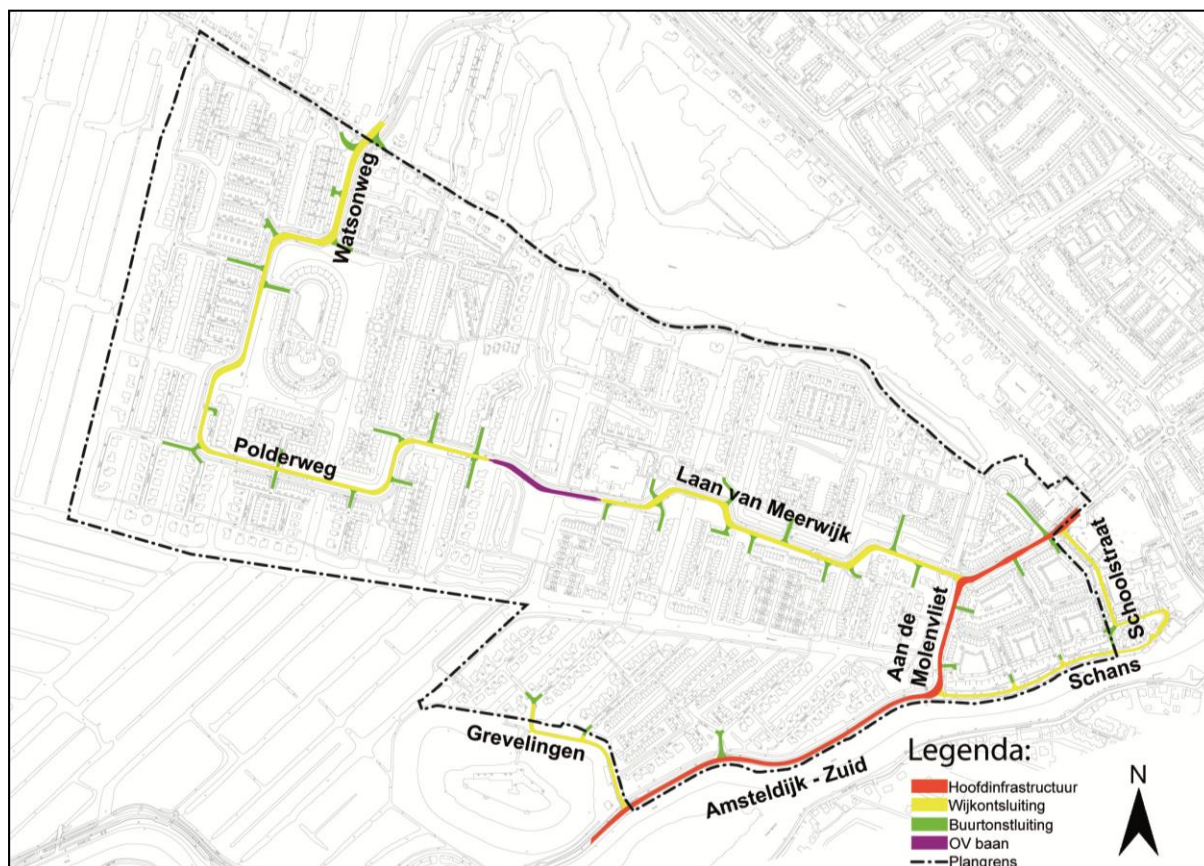 Watsonweg
Polderweg
Laan van Meerwijk
Aan de
Molenvliet
Schoolstraat
Schans
Grevelingen
Amsteldijk - Zuid
Legenda:
Hoofdinfrastructuur
Wijkontsluiting
Buurtonstluiting
OV baan
Plangrens
N